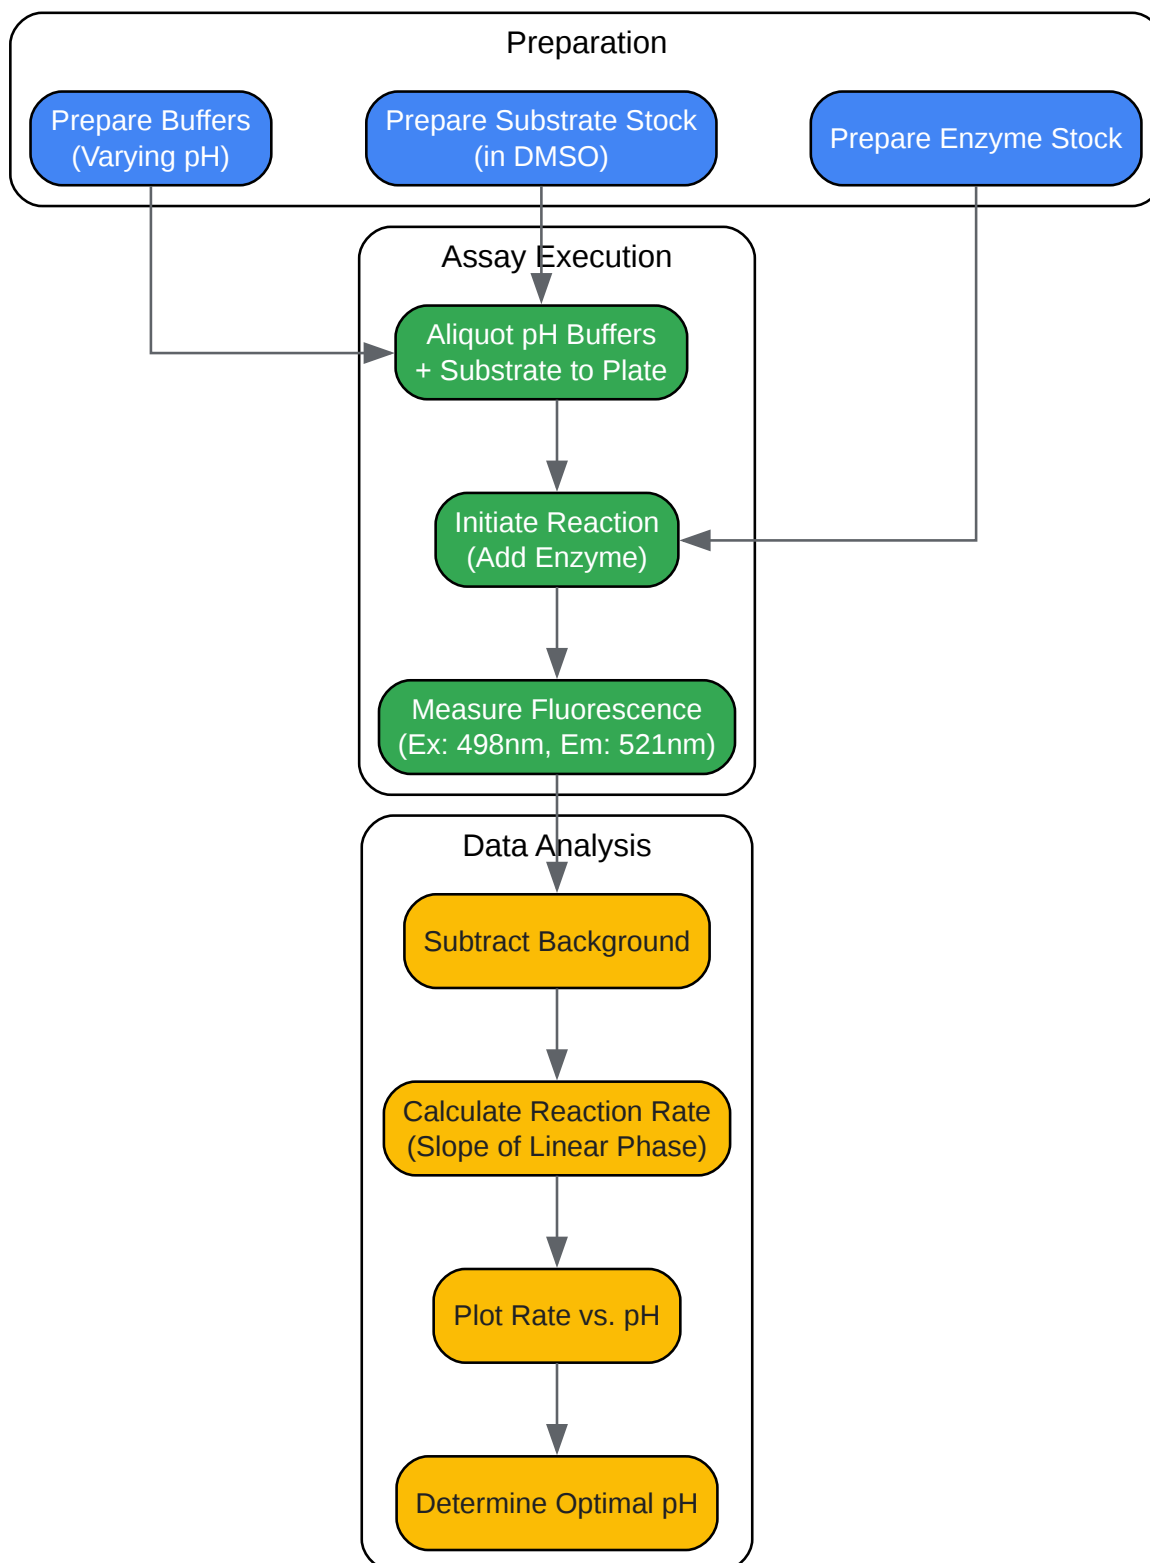 Preparation
Prepare Buffers
(Varying pH)
Prepare Substrate Stock
(in DMSO)
Prepare Enzyme Stock
Assay Execution
Aliquot pH Buffers
+ Substrate to Plate
Initiate Reaction
(Add Enzyme)
Measure Fluorescence
(Ex: 498nm, Em: 521nm)
Data Analysis
Subtract Background
Calculate Reaction Rate
(Slope of Linear Phase)
Plot Rate vs. pH
Determine Optimal pH